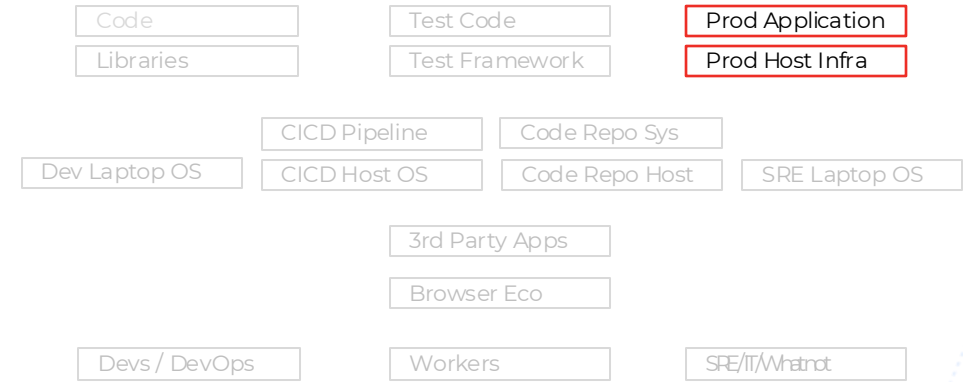 Code
Test Code
Prod Application
Libraries
Test Framework
Prod Host Infra
CICD Pipeline
Code Repo Sys
Dev Laptop OS
CICD Host OS
Code Repo Host
SRE Laptop OS
3rd Party Apps
Browser Eco
Devs / DevOps
Workers
SRE/IT/Whatnot